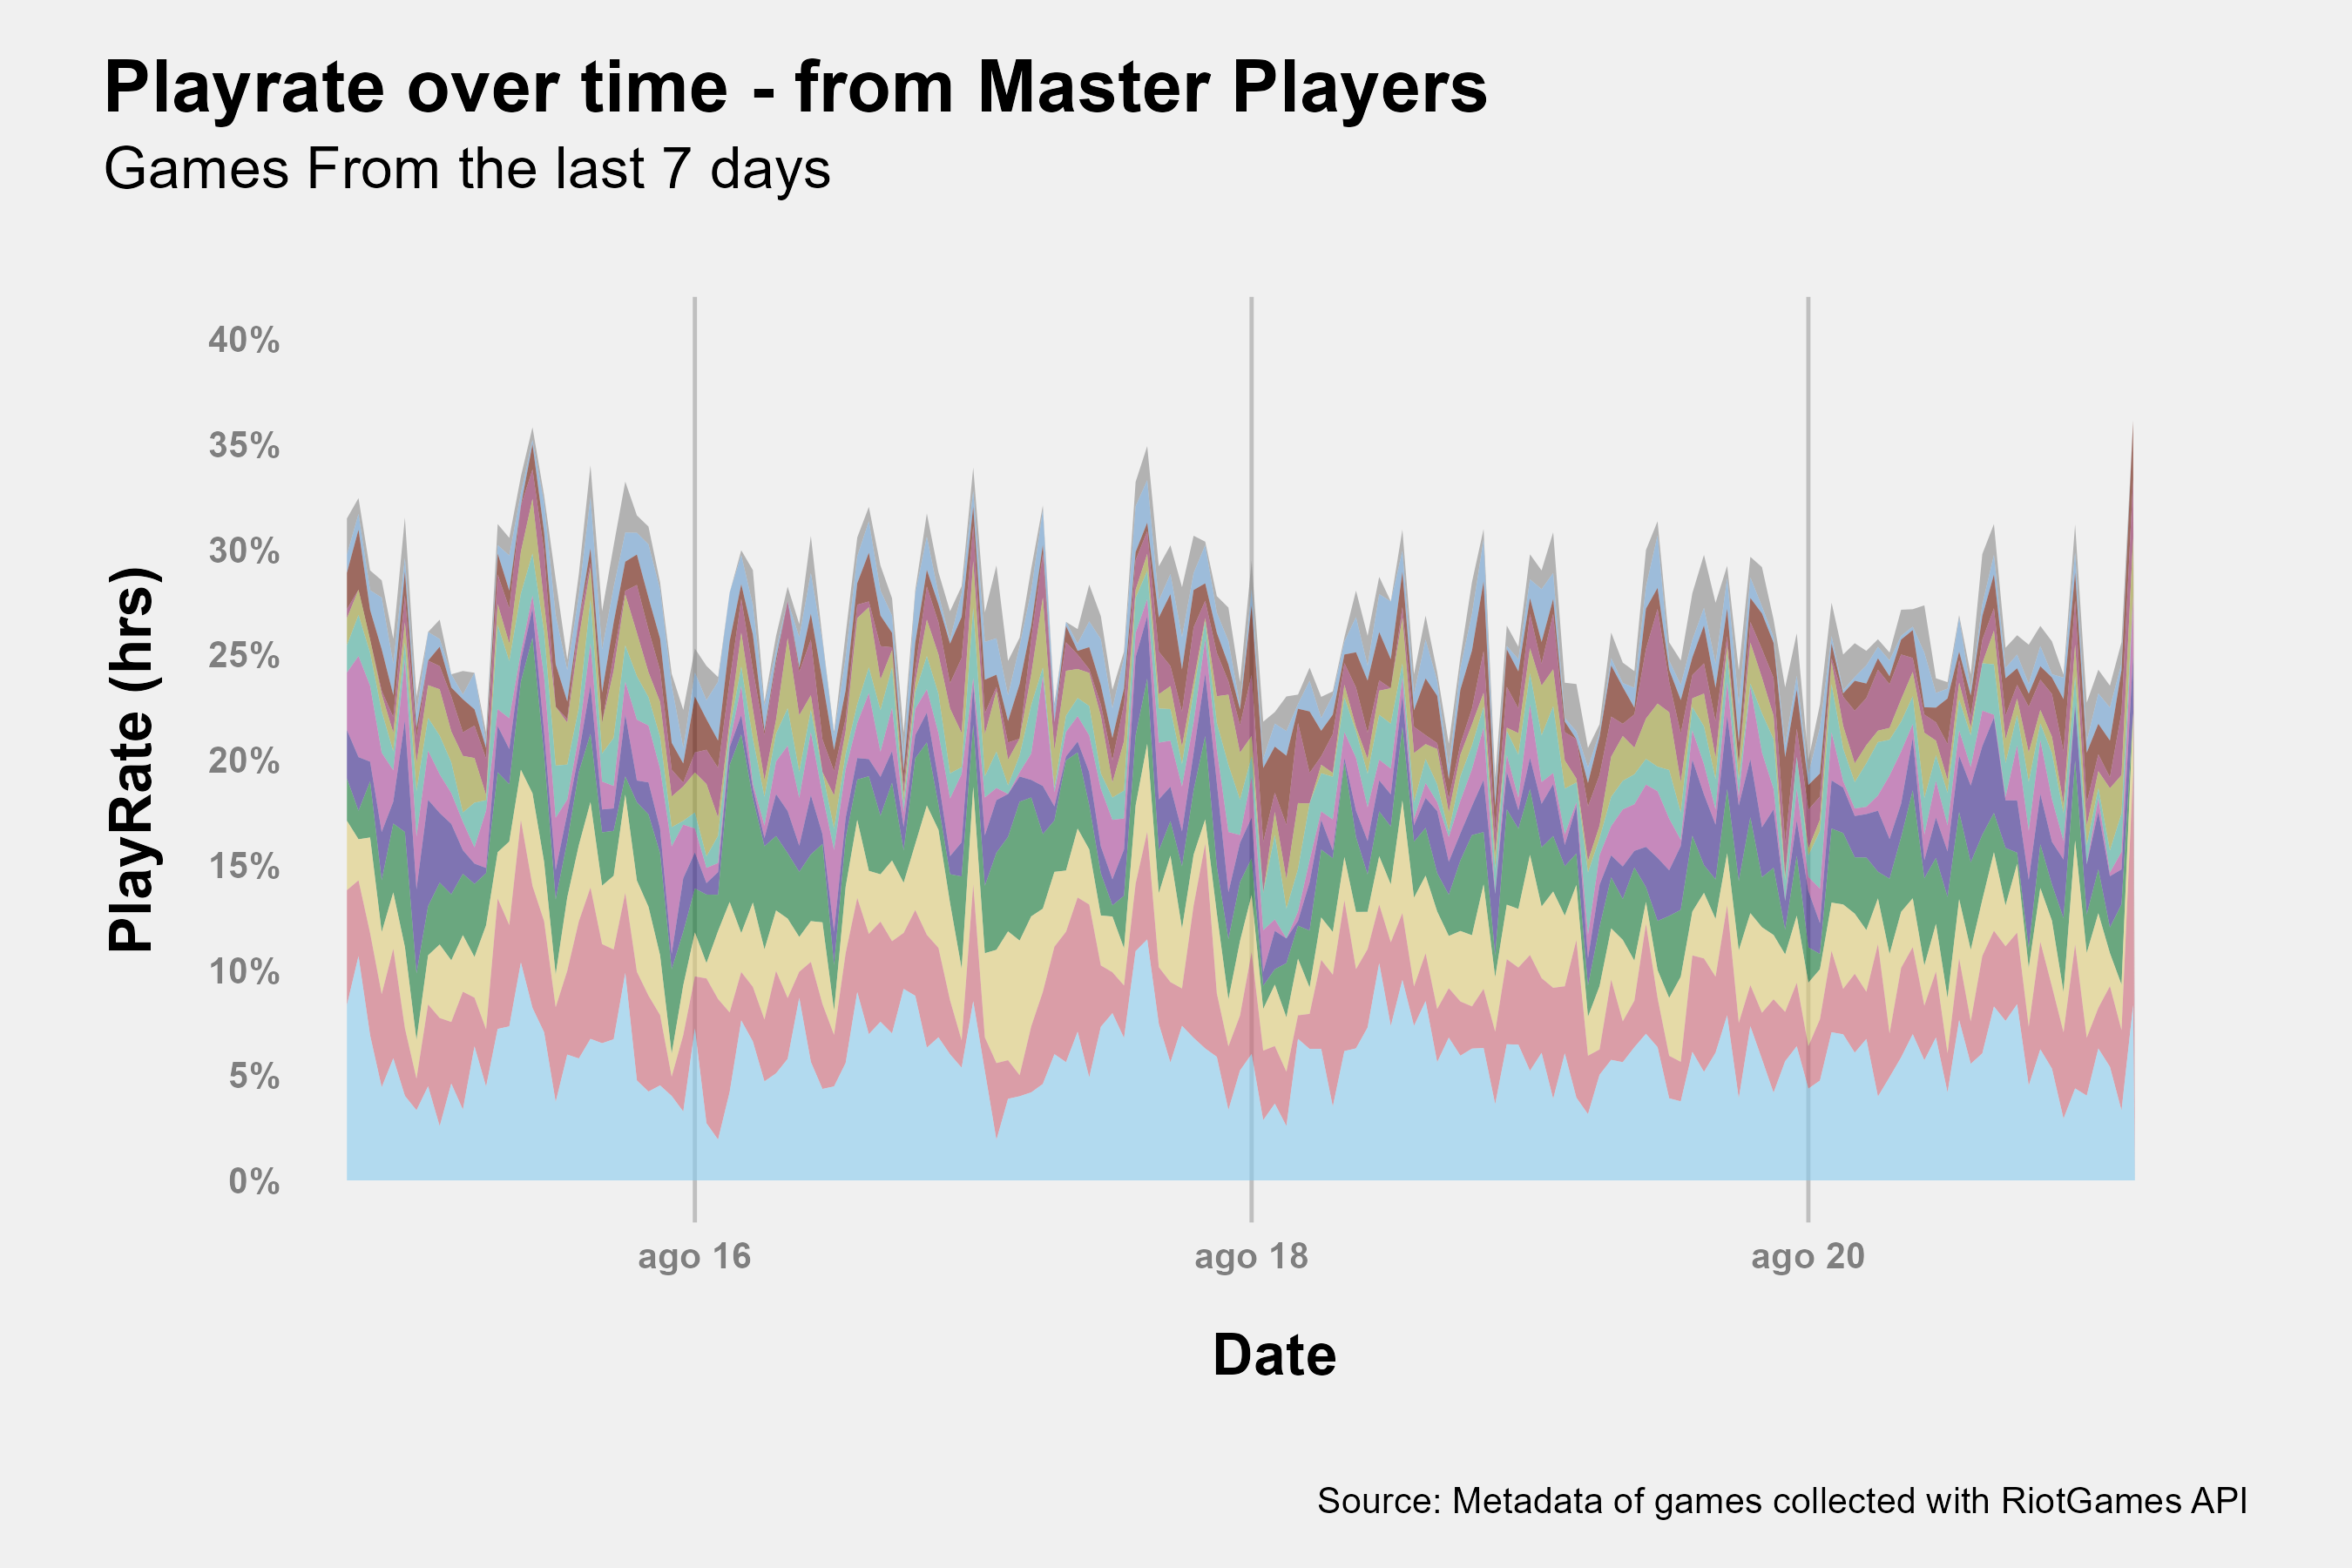 Playrate over time - from Master Players
Games From the last 7 days
40%
35%
30%
25%
20%
15%
10%
5%
0%
PlayRate (hrs)
ago 16
ago 18
ago 20
Date
Source: Metadata of games collected with RiotGames API